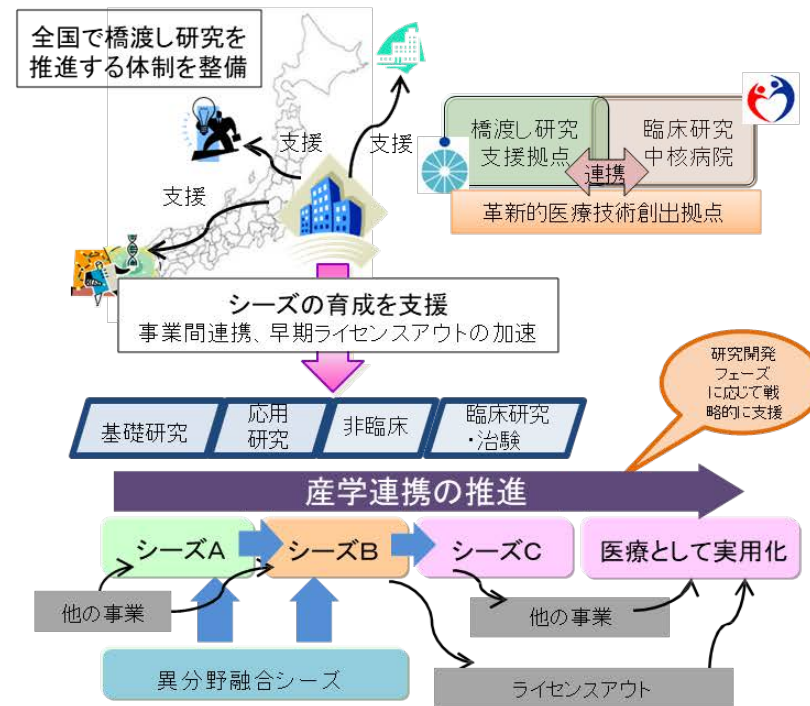 全国で橋渡し研究を
推進する体制を整備
支援
支援
支援
橋渡し研究
支援拠点
臨床研究
中核病院
連携
革新的医療技術創出拠点
シーズの育成を支援
事業間連携、早期ライセンスアウトの加速
研究開発
フェーズ
に応じて戦
略的に支援
基礎研究
応用
研究
非臨床
臨床研究
・治験
産学連携の推進
シーズA
シーズB
シーズC
医療として実用化
他の事業
他の事業
異分野融合シーズ
ライセンスアウト